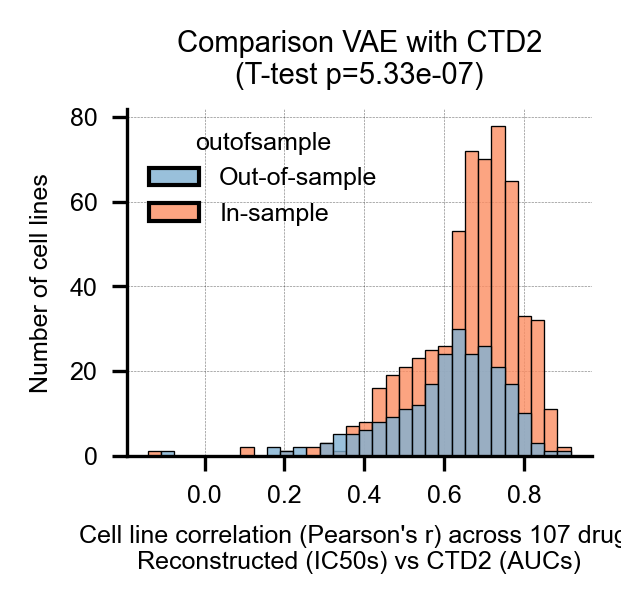 Comparison VAE with CTD2
(T-test p=5.33e-07)
80
60
40
20
0
Number of cell lines
outofsample
Out-of-sample
In-sample
0.0 0.2 0.4 0.6 0.8
Cell line correlation (Pearson's r) across 107 drug
Reconstructed (IC50s) vs CTD2 (AUCs)